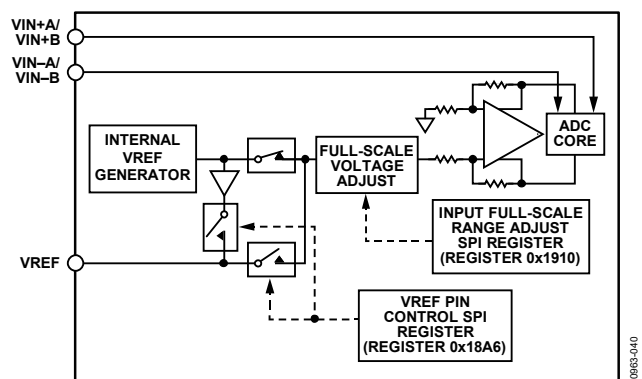 VIN+A/
VIN+B
VIN–A/
VIN–B
INTERNAL
VREF
GENERATOR
FULL-SCALE
VOLTAGE
ADJUST
ADC
CORE
INPUT FULL-SCALE
RANGE ADJUST
SPI REGISTER
(REGISTER 0x1910)
VREF
VREF PIN
CONTROL SPI
REGISTER
(REGISTER 0x18A6)
0963-040